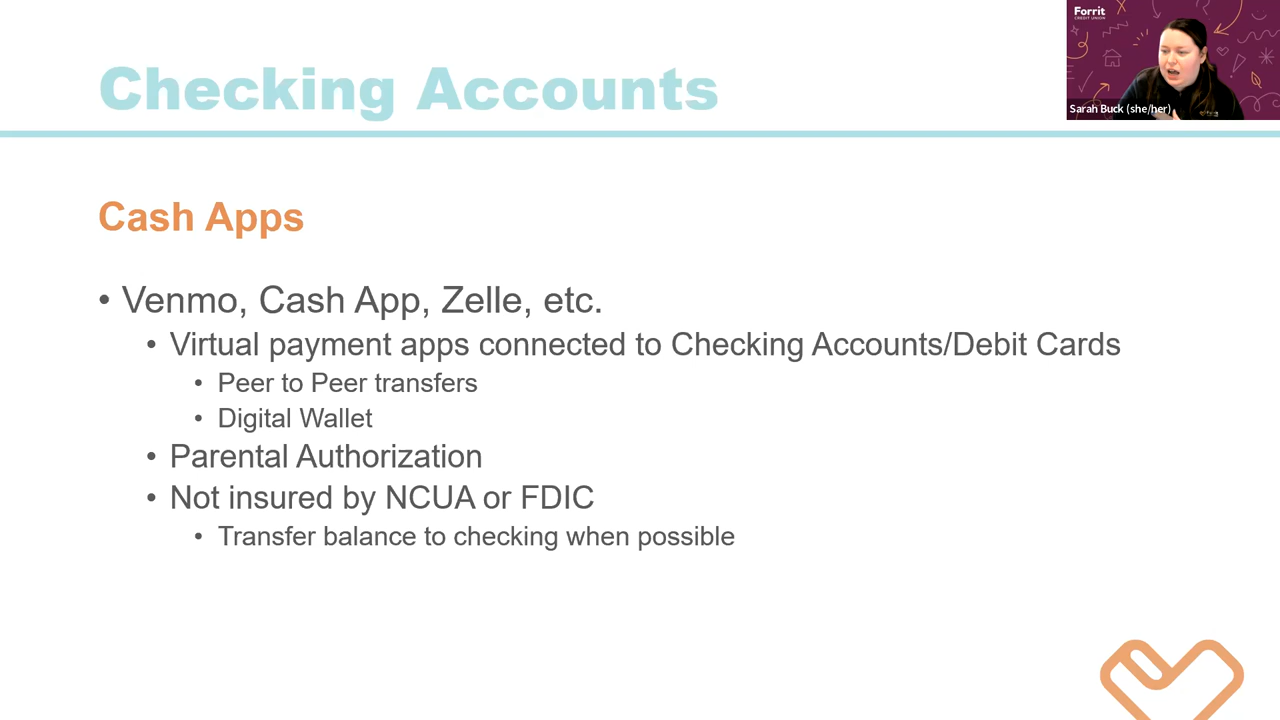 Checking Accounts
Forrit
CREDIT UNION
Sarah Buck (she/her)
Cash Apps
• Venmo, Cash App, Zelle, etc.
• Virtual payment apps connected to Checking Accounts/Debit Cards
• Peer to Peer transfers
• Digital Wallet
• Parental Authorization
• Not insured by NCUA or FDIC
• Transfer balance to checking when possible